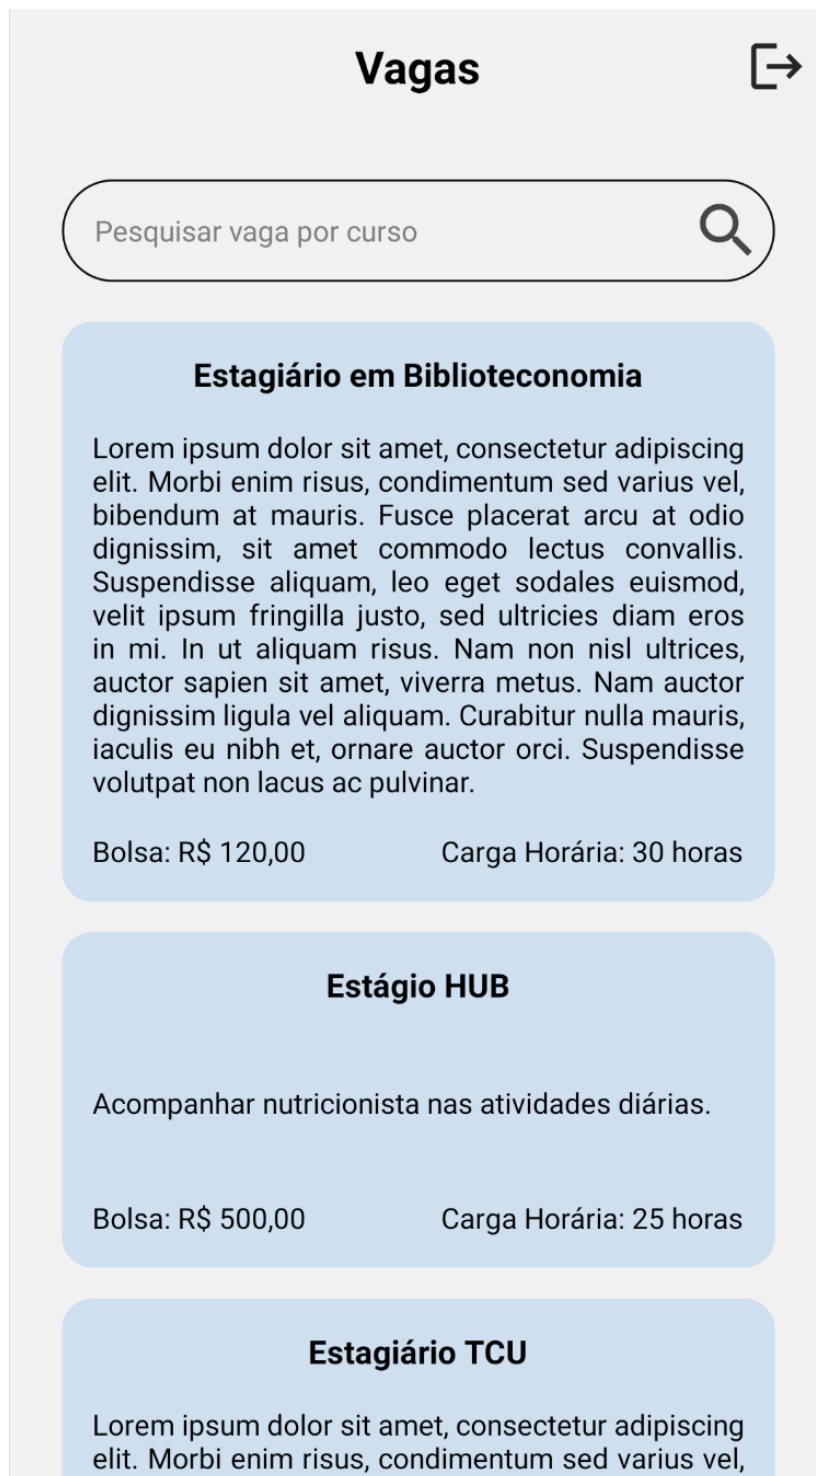 Vagas
Pesquisar vaga por curso
Estagiário em Biblioteconomia
Lorem ipsum dolor sit amet, consectetur adipiscing
elit. Morbi enim risus, condimentum sed varius vel,
bibendum at mauris. Fusce placerat arcu at odio
dignissim, sit amet commodo lectus convallis.
Suspendisse aliquam, leo eget sodales euismod,
velit ipsum fringilla justo, sed ultricies diam eros
in mi. In ut aliquam risus. Nam non nisl ultrices,
auctor sapien sit amet, viverra metus. Nam auctor
dignissim ligula vel aliquam. Curabitur nulla mauris,
iaculis eu nibh et, ornare auctor orci. Suspendisse
volutpat non lacus ac pulvinar.
Bolsa: R$ 120,00 Carga Horária: 30 horas
Estágio HUB
Acompanhar nutricionista nas atividades diárias.
Bolsa: R$ 500,00 Carga Horária: 25 horas
Estagiário TCU
Lorem ipsum dolor sit amet, consectetur adipiscing
elit. Morbi enim risus, condimentum sed varius vel,